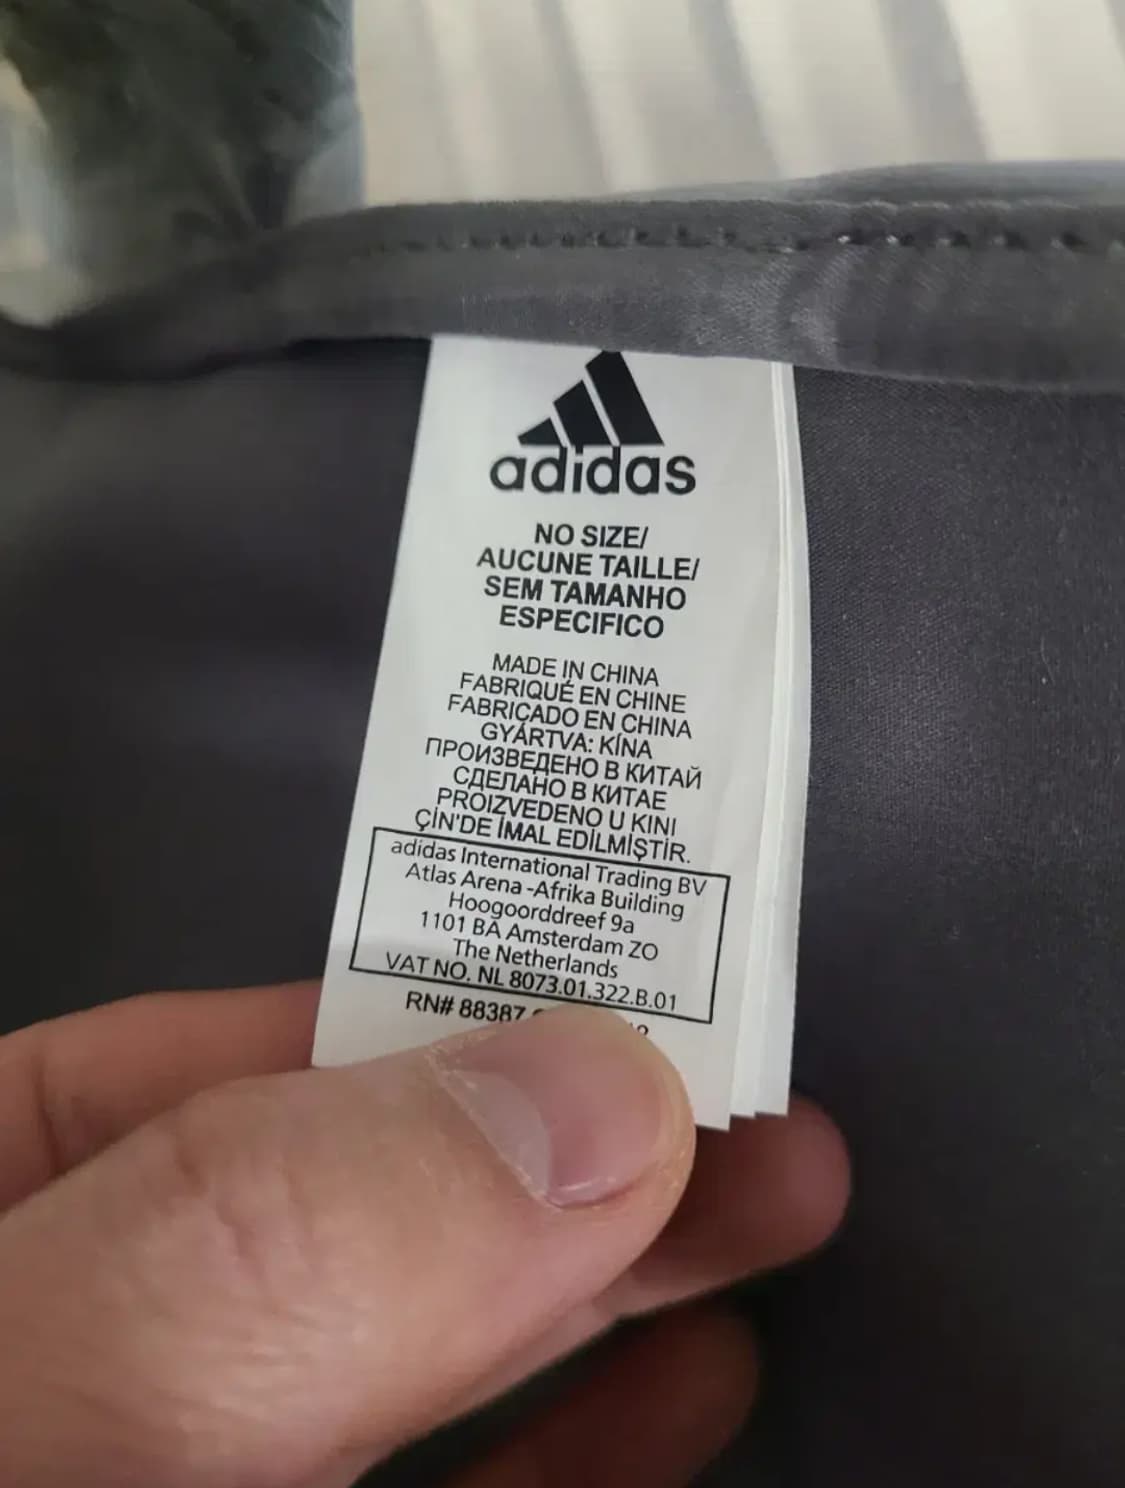 adidas
NO SIZE/
AUCUNE TAILLE/
SEM TAMANHO
ESPECIFICO
MADE IN CHINA
FABRIQUÉ EN CHINE
FABRICADO EN CHINA
GYÁRTVA: KÍNA
ПРОИЗВЕДЕНО В КИТАЙ
СДЕЛАНО В КИТАЕ
PROIZVEDENO U KINI
ÇİN'DE İMAL EDİLMİŞTİR.
adidas International Trading BV
Atlas Arena -Afrika Building
Hoogoorddreef 9a
1101 BA Amsterdam ZO
The Netherlands
VAT NO. NL 8073.01.322.B.01
RN# 88387